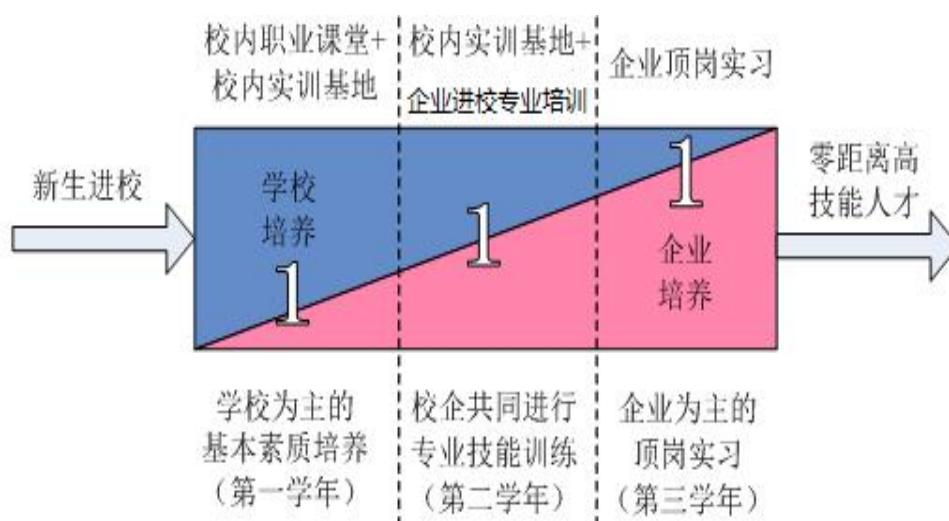 校内职业课堂+
校内实训基地
校内实训基地+
企业进校专业培训
企业顶岗实习
新生进校
学校
培养
1
1
1
企业
培养
零距离高
技能人才
学校为主的
基本素质培养
(第一学年)
校企共同进行
专业技能训练
(第二学年)
企业为主的
顶岗实习
(第三学年)